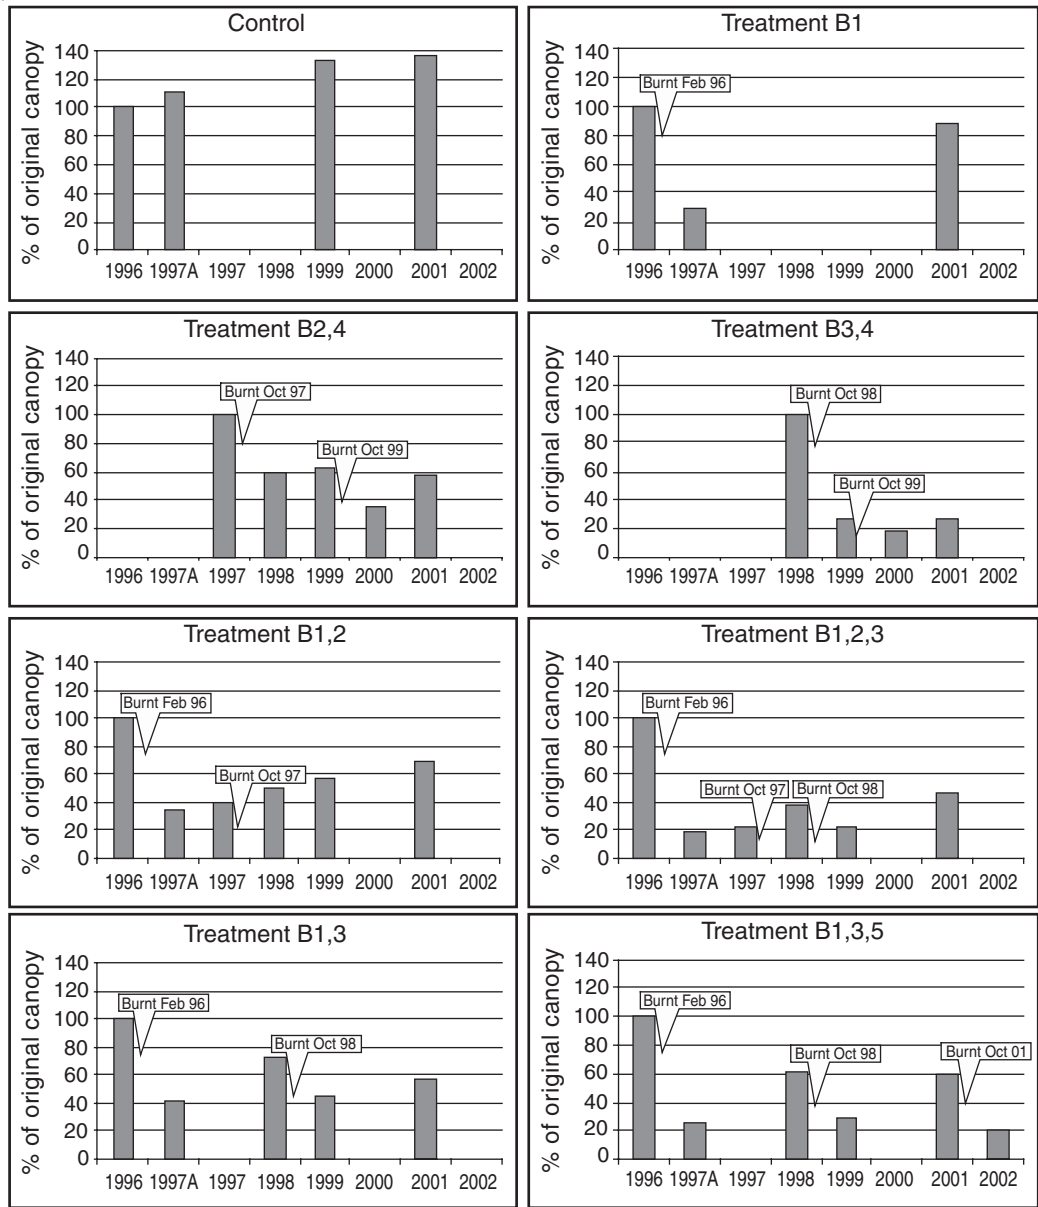 Control
% of original canopy
140
120
100
80
60
40
20
0
1996 1997A 1997 1998 1999 2000 2001 2002
Treatment B1
% of original canopy
140
120
100
80
60
40
20
0
Burnt Feb 96
1996 1997A 1997 1998 1999 2000 2001 2002
Treatment B2,4
% of original canopy
140
120
100
80
60
40
20
0
Burnt Oct 97
Burnt Oct 99
1996 1997A 1997 1998 1999 2000 2001 2002
Treatment B3,4
% of original canopy
140
120
100
80
60
40
20
0
Burnt Oct 98
Burnt Oct 99
1996 1997A 1997 1998 1999 2000 2001 2002
Treatment B1,2
% of original canopy
140
120
100
80
60
40
20
0
Burnt Feb 96
Burnt Oct 97
1996 1997A 1997 1998 1999 2000 2001 2002
Treatment B1,2,3
% of original canopy
140
120
100
80
60
40
20
0
Burnt Feb 96
Burnt Oct 97 Burnt Oct 98
1996 1997A 1997 1998 1999 2000 2001 2002
Treatment B1,3
% of original canopy
140
120
100
80
60
40
20
0
Burnt Feb 96
Burnt Oct 98
1996 1997A 1997 1998 1999 2000 2001 2002
Treatment B1,3,5
% of original canopy
140
120
100
80
60
40
20
0
Burnt Feb 96
Burnt Oct 98 Burnt Oct 01
1996 1997A 1997 1998 1999 2000 2001 2002